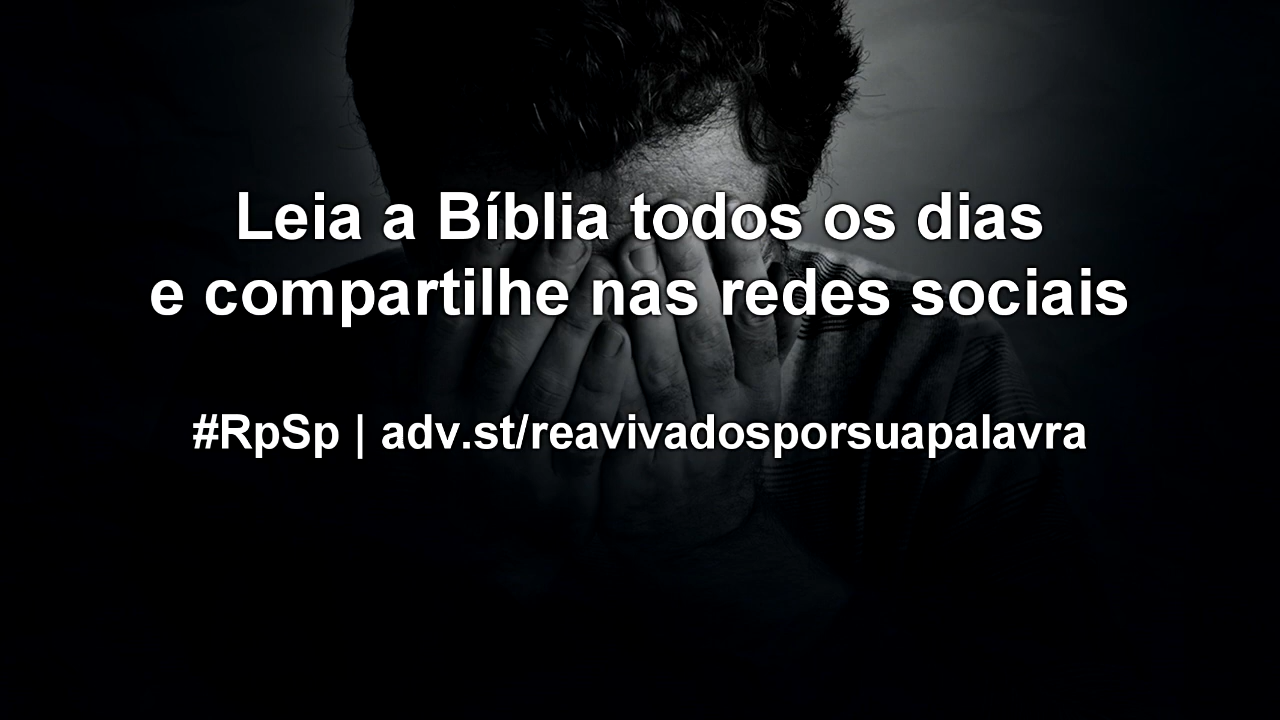 Leia a Bíblia todos os dias
e compartilhe nas redes sociais
#RpSp | adv.st/reavivadosporsuapalavra